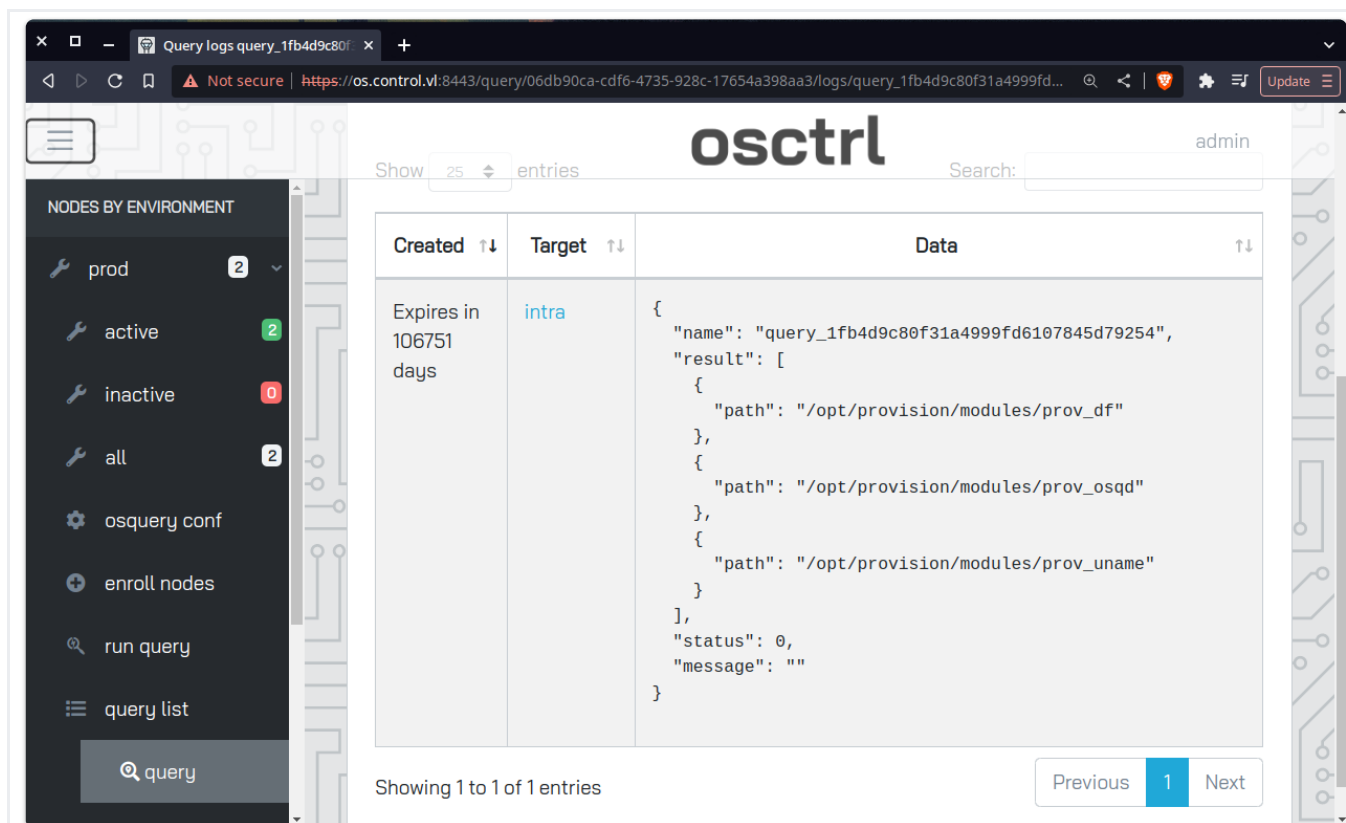 Query logs query_1fb4d9c80f3
Not secure | https://os.control.vl:8443/query/06db90ca-cdf6-4735-928c-17654a398aa3/logs/query_1fb4d9c80f31a4999fd...
Update
osctrl
admin
Show 25 entries
Search:
NODES BY ENVIRONMENT
prod 2
active 2
inactive 0
all 2
osquery conf
enroll nodes
run query
query list
query
Created Target Data
Expires in
106751
days
intra
{
"name": "query_1fb4d9c80f31a4999fd6107845d79254",
"result": [
{
"path": "/opt/provision/modules/prov_df"
},
{
"path": "/opt/provision/modules/prov_osqd"
},
{
"path": "/opt/provision/modules/prov_uname"
}
],
"status": 0,
"message": ""
}
Showing 1 to 1 of 1 entries
Previous 1 Next